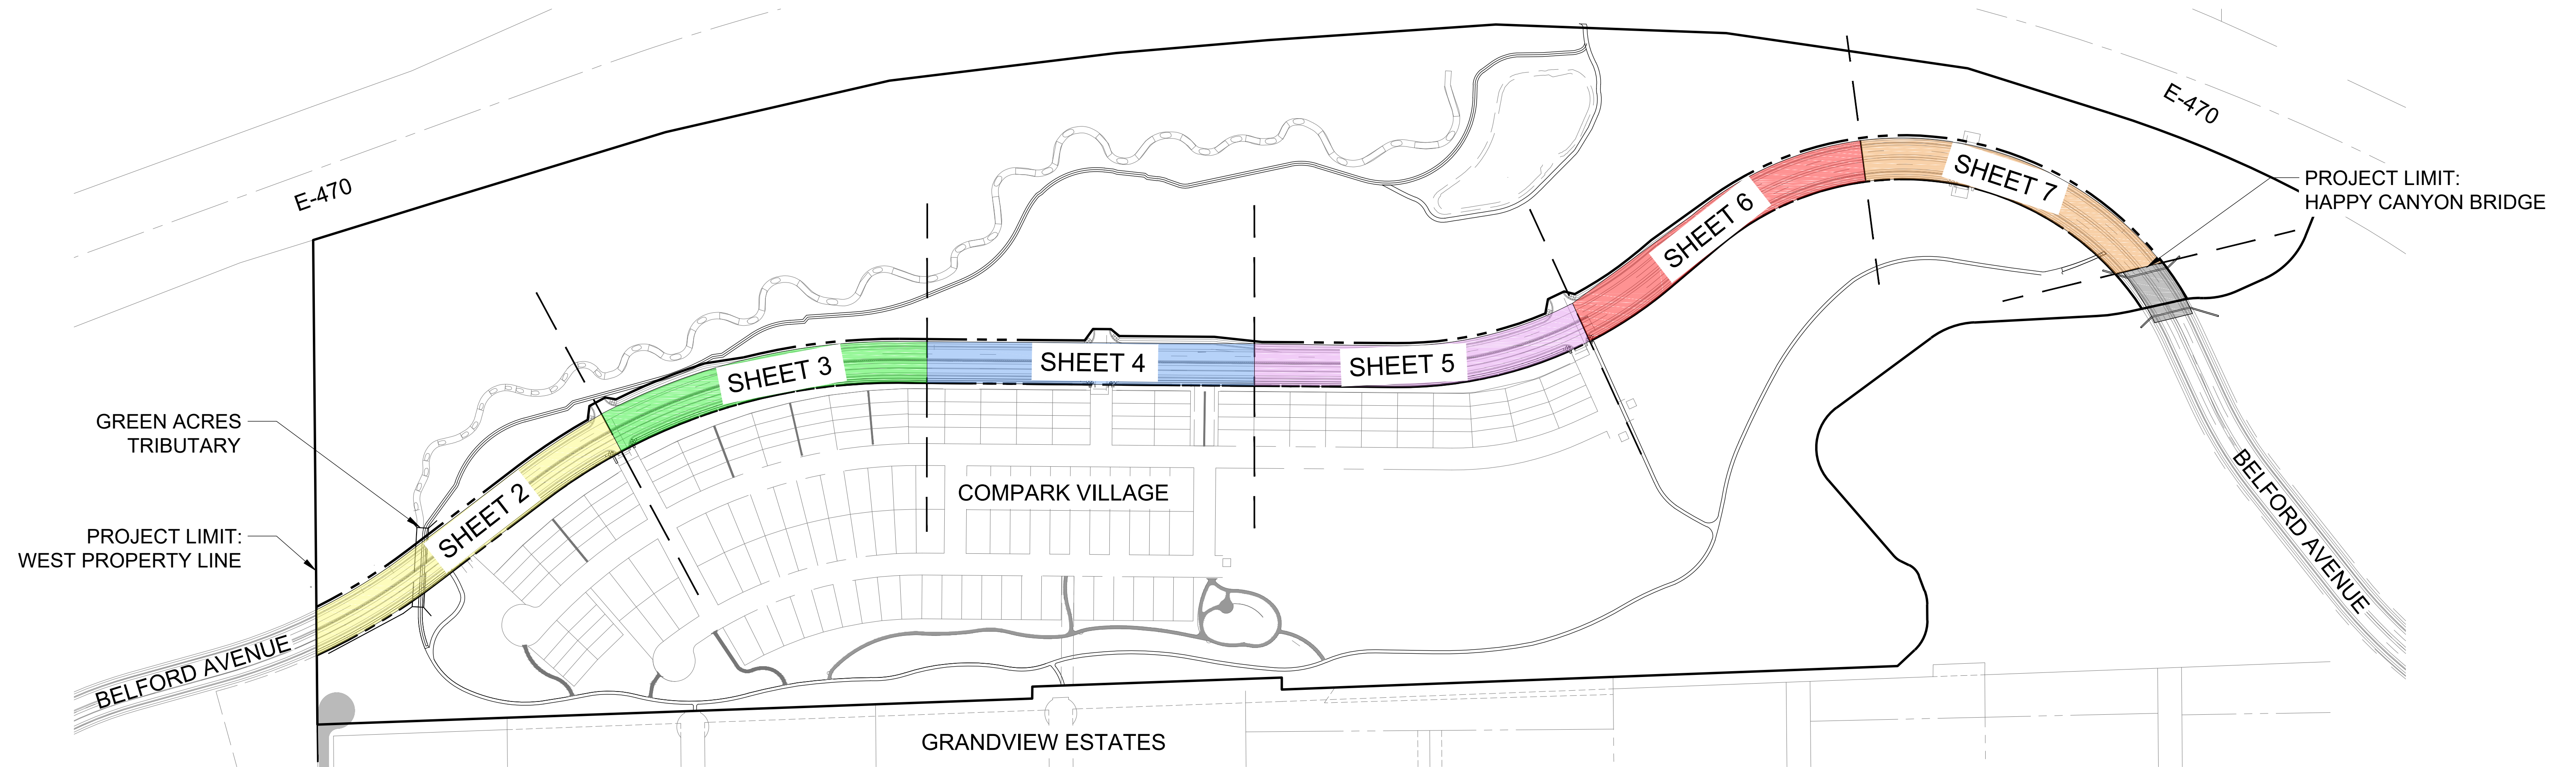 E-470
E-470
PROJECT LIMIT:
HAPPY CANYON BRIDGE
SHEET 7
SHEET 6
SHEET 5
SHEET 4
SHEET 3
SHEET 2
GREEN ACRES
TRIBUTARY
PROJECT LIMIT:
WEST PROPERTY LINE
COMPARK VILLAGE
BELFORD AVENUE
BELFORD AVENUE
GRANDVIEW ESTATES